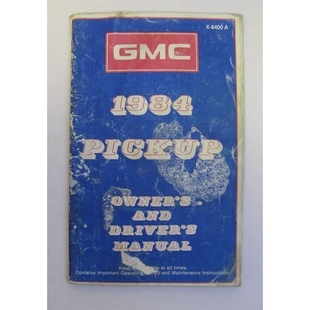 X-8400 A
GMC
1984
PICKUP
OWNER'S
AND
DRIVER'S
MANUAL
Keep at all times.
Contains Important Operating, and Maintenance Instructions